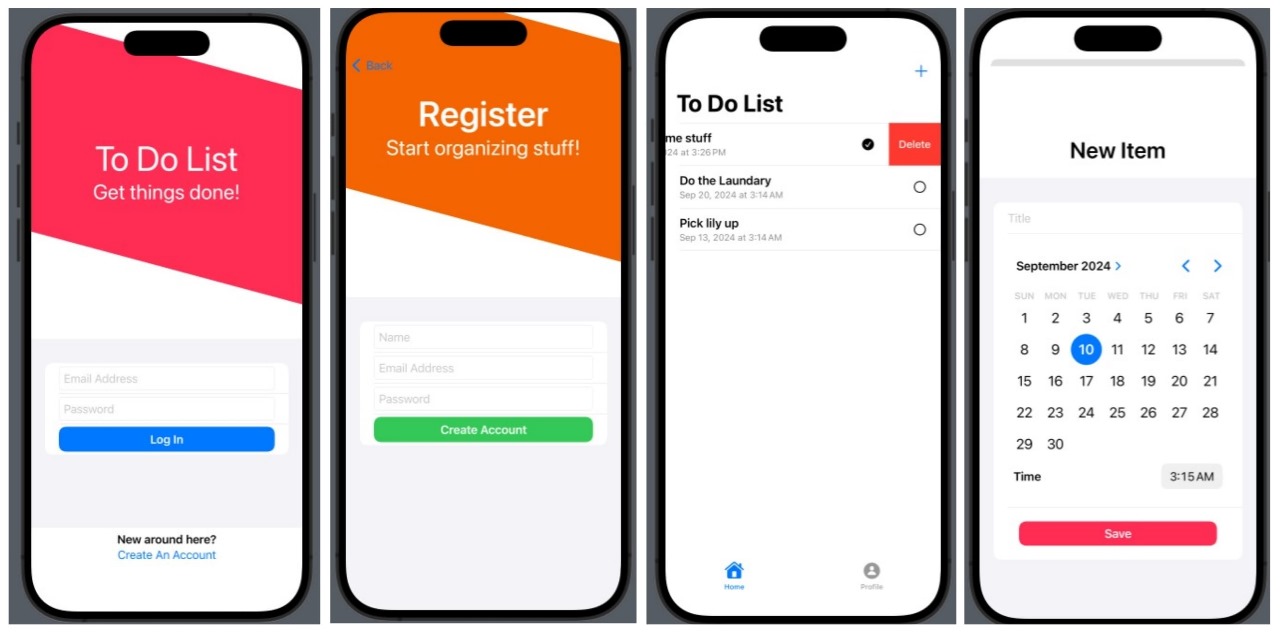 To Do List
Get things done!
Email Address
Password
Log In
New around here?
Create An Account
Back
Register
Start organizing stuff!
Name
Email Address
Password
Create Account
+
To Do List
me stuff
24 at 3:26 PM
Delete
Do the Laundary
Sep 20, 2024 at 3:14 AM
Pick lily up
Sep 13, 2024 at 3:14 AM
Home Profile
New Item
Title
September 2024
SUN MON TUE WED THU FRI SAT
1 2 3 4 5 6 7
8 9 10 11 12 13 14
15 16 17 18 19 20 21
22 23 24 25 26 27 28
29 30
Time 3:15 AM
Save